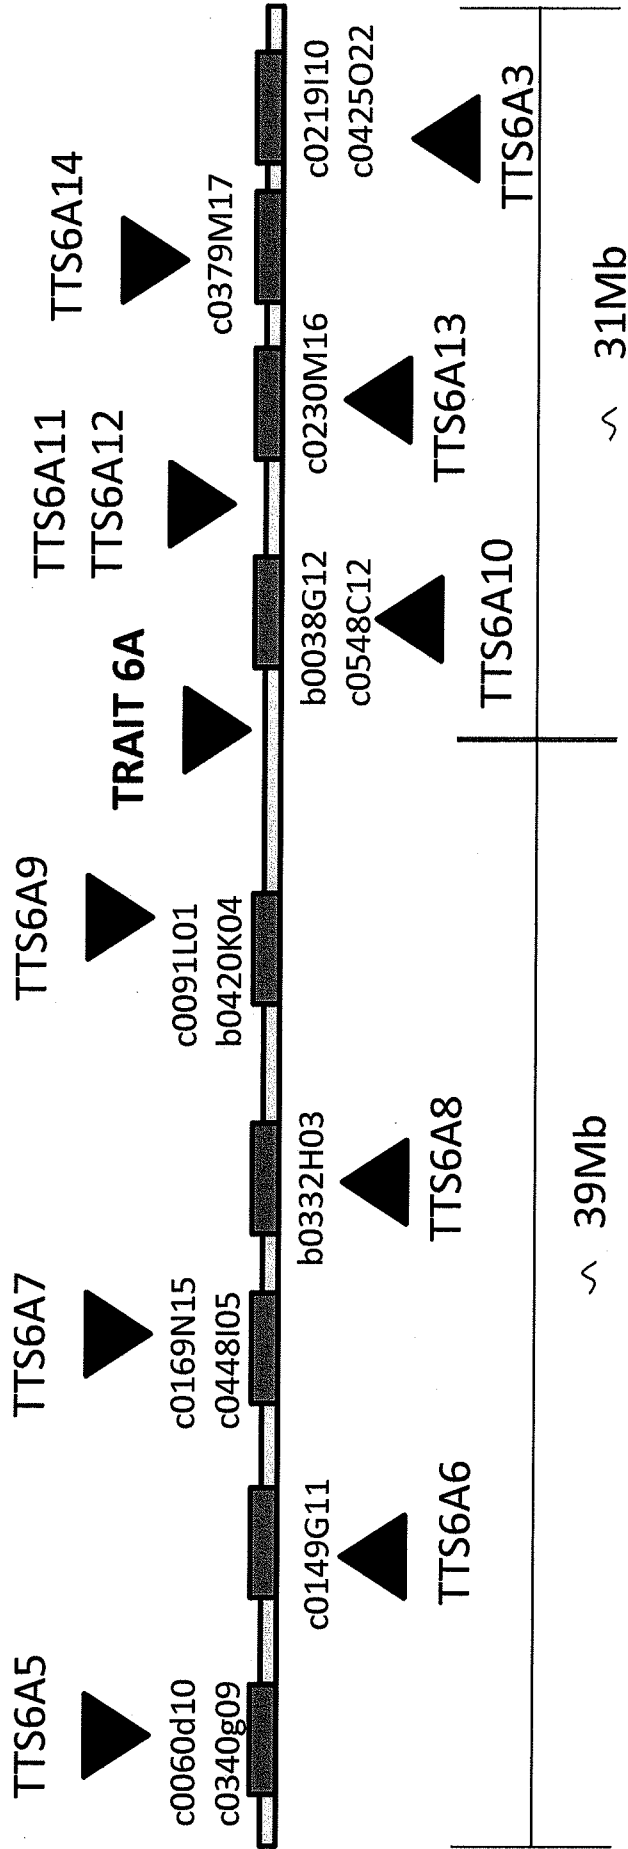 TTS6A5
TTS6A7
TTS6A9
TRAIT 6A
TTS6A11
TTS6A12
TTS6A14
c0060d10
c0340g09
c0169N15
c0448I05
c0091L01
b0420K04
c0379M17
c0149G11
b0332H03
b0038G12
c0548C12
c0230M16
c0219I10
c0425O22
TTS6A6
TTS6A8
TTS6A10
TTS6A13
TTS6A3
~ 39Mb
~ 31Mb